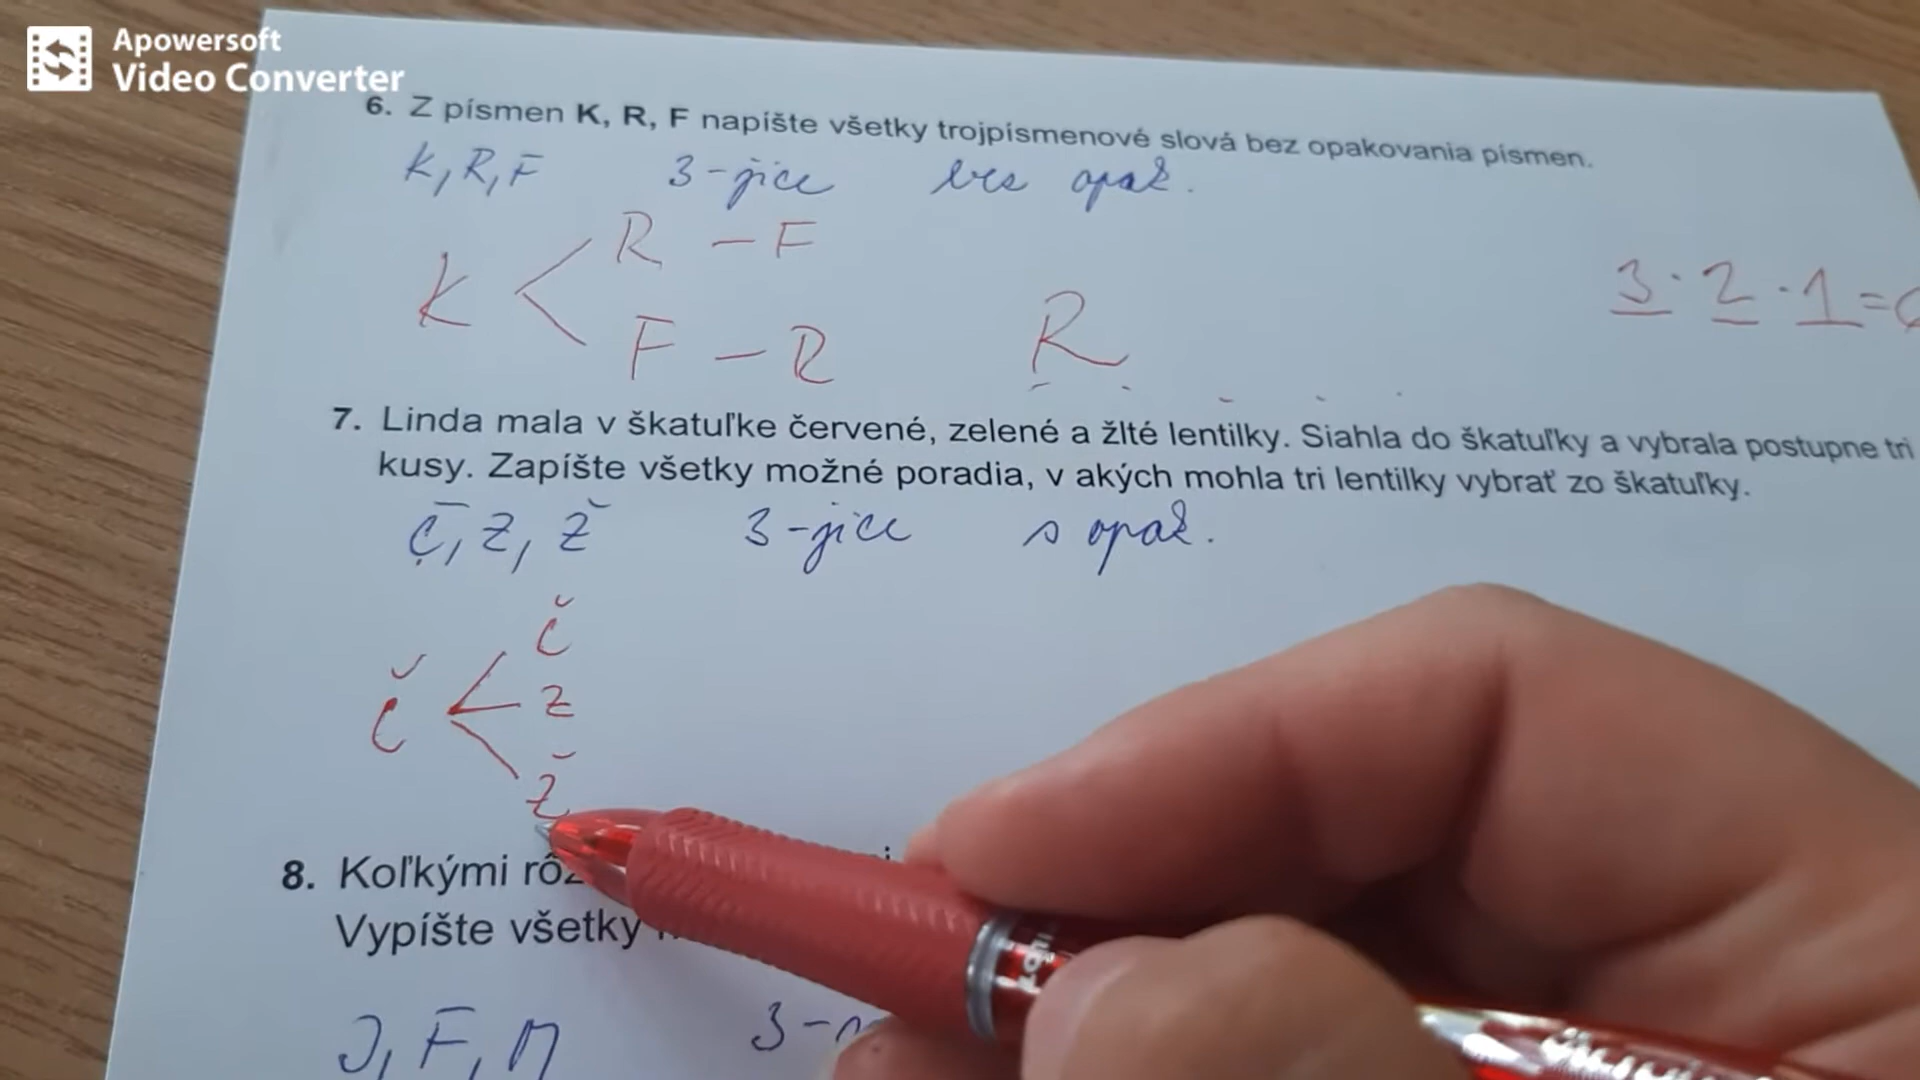 Apowersoft
Video Converter
6. Z písmen K, R, F napíšte všetky trojpísmenové slová bez opakovania písmen.
K, R, F 3-jice bez opak.
R - F
K
F - R
R
3 · 2 · 1 =
7. Linda mala v škatuľke červené, zelené a žlté lentilky. Siahla do škatuľky a vybrala postupne tri
kusy. Zapíšte všetky možné poradia, v akých mohla tri lentilky vybrať zo škatuľky.
Č, Z, Ž 3-jice s opak.
Č
Č
Z
Ž
8. Koľkými
Vypíšte všetky
J, F, M